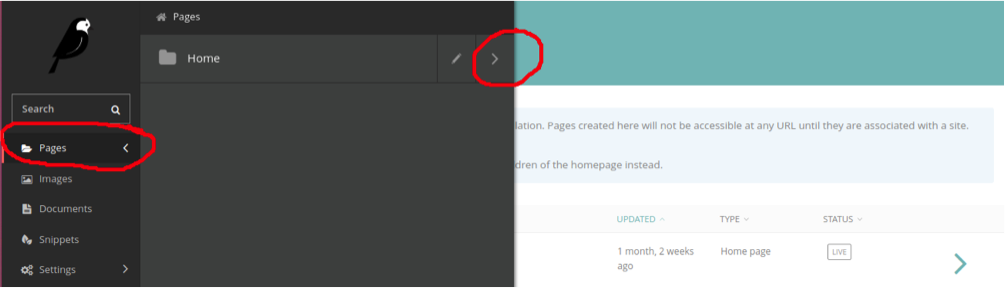 Pages
Home
Search
Pages
Images
Documents
Snippets
Settings
lation. Pages created here will not be accessible at any URL until they are associated with a site.
dren of the homepage instead.
UPDATED TYPE STATUS
1 month, 2 weeks ago Home page LIVE